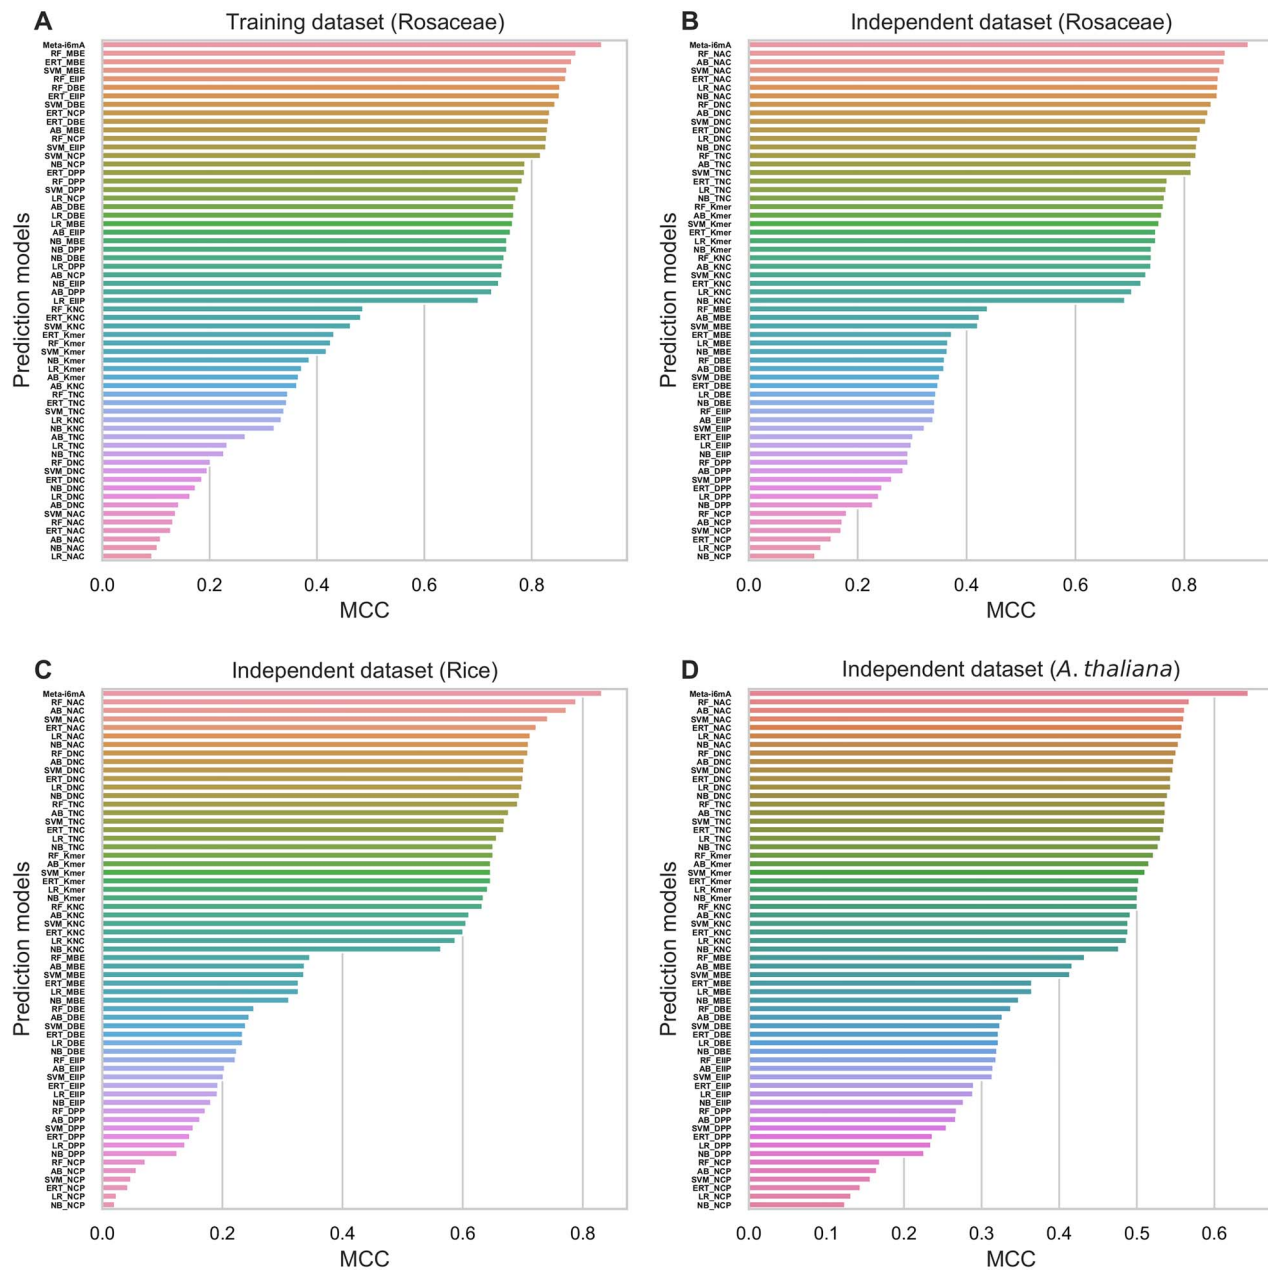 A
Training dataset (Rosaceae)
Meta-i6mA
RF_MBE
ERT_MBE
SVM_MBE
RF_EIIP
RF_DBE
ERT_EIIP
SVM_DBE
ERT_NCP
ERT_DBE
AB_MBE
RF_NCP
SVM_EIIP
SVM_NCP
NB_NCP
ERT_DPP
RF_DPP
SVM_DPP
LR_NCP
AB_DBE
LR_DBE
LR_MBE
AB_EIIP
NB_MBE
NB_DPP
NB_DBE
LR_DPP
AB_NCP
NB_EIIP
AB_DPP
LR_EIIP
RF_KNC
ERT_KNC
SVM_KNC
ERT_Kmer
RF_Kmer
SVM_Kmer
NB_Kmer
LR_Kmer
AB_Kmer
AB_KNC
RF_TNC
ERT_TNC
SVM_TNC
LR_KNC
NB_KNC
AB_TNC
LR_TNC
NB_TNC
RF_DNC
SVM_DNC
ERT_DNC
NB_DNC
LR_DNC
AB_DNC
SVM_NAC
RF_NAC
ERT_NAC
AB_NAC
NB_NAC
LR_NAC
Prediction models
0.0 0.2 0.4 0.6 0.8
MCC
B
Independent dataset (Rosaceae)
Meta-i6mA
RF_NAC
AB_NAC
SVM_NAC
ERT_NAC
LR_NAC
NB_NAC
RF_DNC
AB_DNC
SVM_DNC
ERT_DNC
LR_DNC
NB_DNC
RF_TNC
AB_TNC
SVM_TNC
ERT_TNC
LR_TNC
NB_TNC
RF_Kmer
AB_Kmer
SVM_Kmer
ERT_Kmer
LR_Kmer
NB_Kmer
RF_KNC
AB_KNC
SVM_KNC
ERT_KNC
LR_KNC
NB_KNC
RF_MBE
AB_MBE
SVM_MBE
ERT_MBE
LR_MBE
NB_MBE
RF_DBE
AB_DBE
SVM_DBE
ERT_DBE
LR_DBE
NB_DBE
RF_EIIP
AB_EIIP
SVM_EIIP
ERT_EIIP
LR_EIIP
NB_EIIP
RF_DPP
AB_DPP
SVM_DPP
ERT_DPP
LR_DPP
NB_DPP
RF_NCP
AB_NCP
SVM_NCP
ERT_NCP
LR_NCP
NB_NCP
Prediction models
0.0 0.2 0.4 0.6 0.8
MCC
C
Independent dataset (Rice)
Meta-i6mA
RF_NAC
AB_NAC
SVM_NAC
ERT_NAC
LR_NAC
NB_NAC
RF_DNC
AB_DNC
SVM_DNC
ERT_DNC
LR_DNC
NB_DNC
RF_TNC
AB_TNC
SVM_TNC
ERT_TNC
LR_TNC
NB_TNC
RF_Kmer
AB_Kmer
SVM_Kmer
ERT_Kmer
LR_Kmer
NB_Kmer
RF_KNC
AB_KNC
SVM_KNC
ERT_KNC
LR_KNC
NB_KNC
RF_MBE
AB_MBE
SVM_MBE
ERT_MBE
LR_MBE
NB_MBE
RF_DBE
AB_DBE
SVM_DBE
ERT_DBE
LR_DBE
NB_DBE
RF_EIIP
AB_EIIP
SVM_EIIP
ERT_EIIP
LR_EIIP
NB_EIIP
RF_DPP
AB_DPP
SVM_DPP
ERT_DPP
LR_DPP
NB_DPP
RF_NCP
AB_NCP
SVM_NCP
ERT_NCP
LR_NCP
NB_NCP
Prediction models
0.0 0.2 0.4 0.6 0.8
MCC
D
Independent dataset (A. thaliana)
Meta-i6mA
RF_NAC
AB_NAC
SVM_NAC
ERT_NAC
LR_NAC
NB_NAC
RF_DNC
AB_DNC
SVM_DNC
ERT_DNC
LR_DNC
NB_DNC
RF_TNC
AB_TNC
SVM_TNC
ERT_TNC
LR_TNC
NB_TNC
RF_Kmer
AB_Kmer
SVM_Kmer
ERT_Kmer
LR_Kmer
NB_Kmer
RF_KNC
AB_KNC
SVM_KNC
ERT_KNC
LR_KNC
NB_KNC
RF_MBE
AB_MBE
SVM_MBE
ERT_MBE
LR_MBE
NB_MBE
RF_DBE
AB_DBE
SVM_DBE
ERT_DBE
LR_DBE
NB_DBE
RF_EIIP
AB_EIIP
SVM_EIIP
ERT_EIIP
LR_EIIP
NB_EIIP
RF_DPP
AB_DPP
SVM_DPP
ERT_DPP
LR_DPP
NB_DPP
RF_NCP
AB_NCP
SVM_NCP
ERT_NCP
LR_NCP
NB_NCP
Prediction models
0.0 0.1 0.2 0.3 0.4 0.5 0.6
MCC